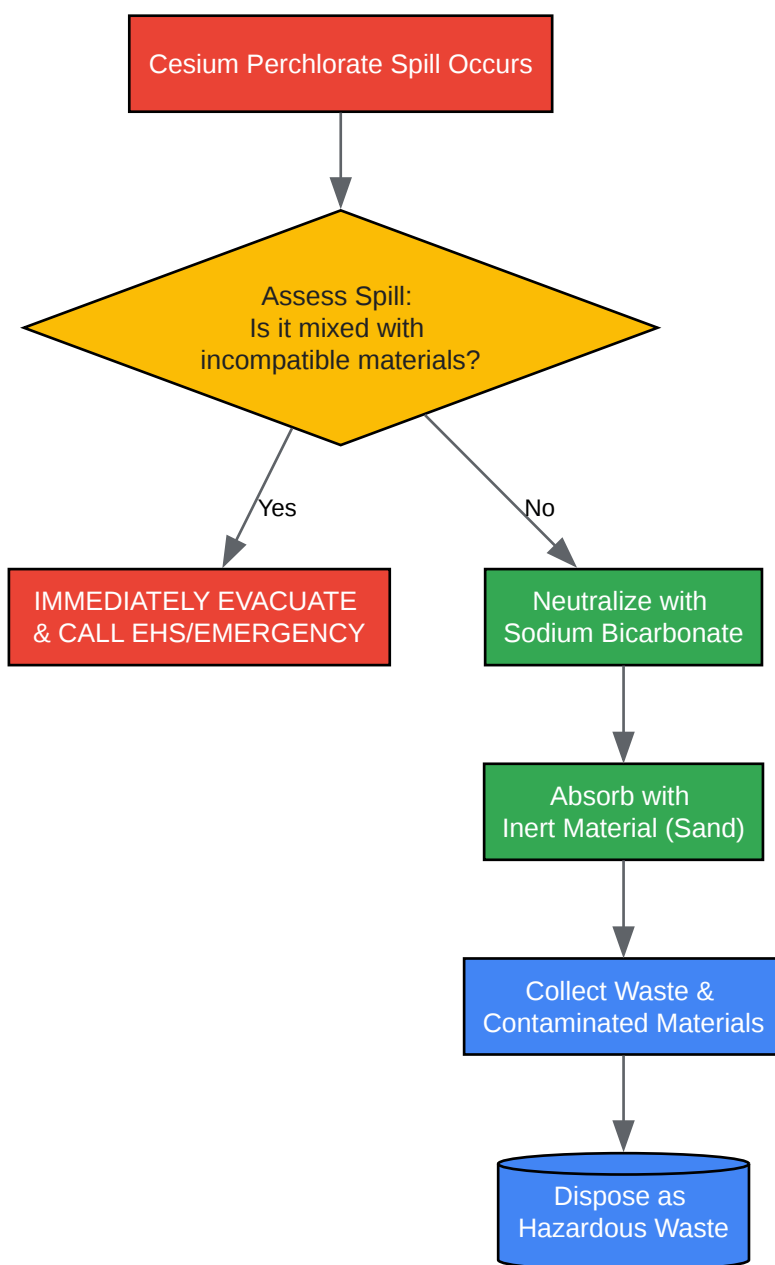 Cesium Perchlorate Spill Occurs
Assess Spill:
Is it mixed with
incompatible materials?
Yes
No
IMMEDIATELY EVACUATE
& CALL EHS/EMERGENCY
Neutralize with
Sodium Bicarbonate
Absorb with
Inert Material (Sand)
Collect Waste &
Contaminated Materials
Dispose as
Hazardous Waste